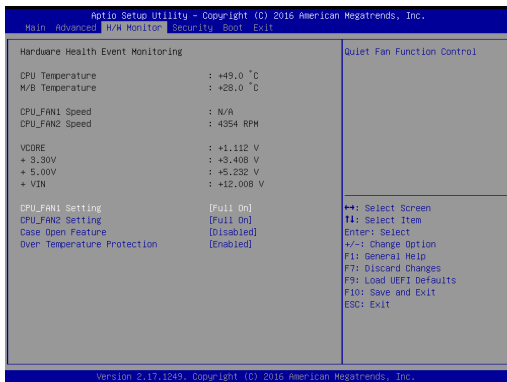 Aptio Setup Utility – Copyright (C) 2016 American Megatrends, Inc.
Main Advanced H/W Monitor Security Boot Exit
Hardware Health Event Monitoring
CPU Temperature : +49.0 °C
M/B Temperature : +28.0 °C
CPU_FAN1 Speed : N/A
CPU_FAN2 Speed : 4354 RPM
VCORE : +1.112 V
+ 3.30V : +3.408 V
+ 5.00V : +5.232 V
+ VIN : +12.008 V
CPU_FAN1 Setting [Full On]
CPU_FAN2 Setting [Full On]
Case Open Feature [Disabled]
Over Temperature Protection [Enabled]
Quiet Fan Function Control
↔: Select Screen
↑↓: Select Item
Enter: Select
+/-: Change Option
F1: General Help
F7: Discard Changes
F9: Load UEFI Defaults
F10: Save and Exit
ESC: Exit
Version 2.17.1249. Copyright (C) 2016 American Megatrends, Inc.